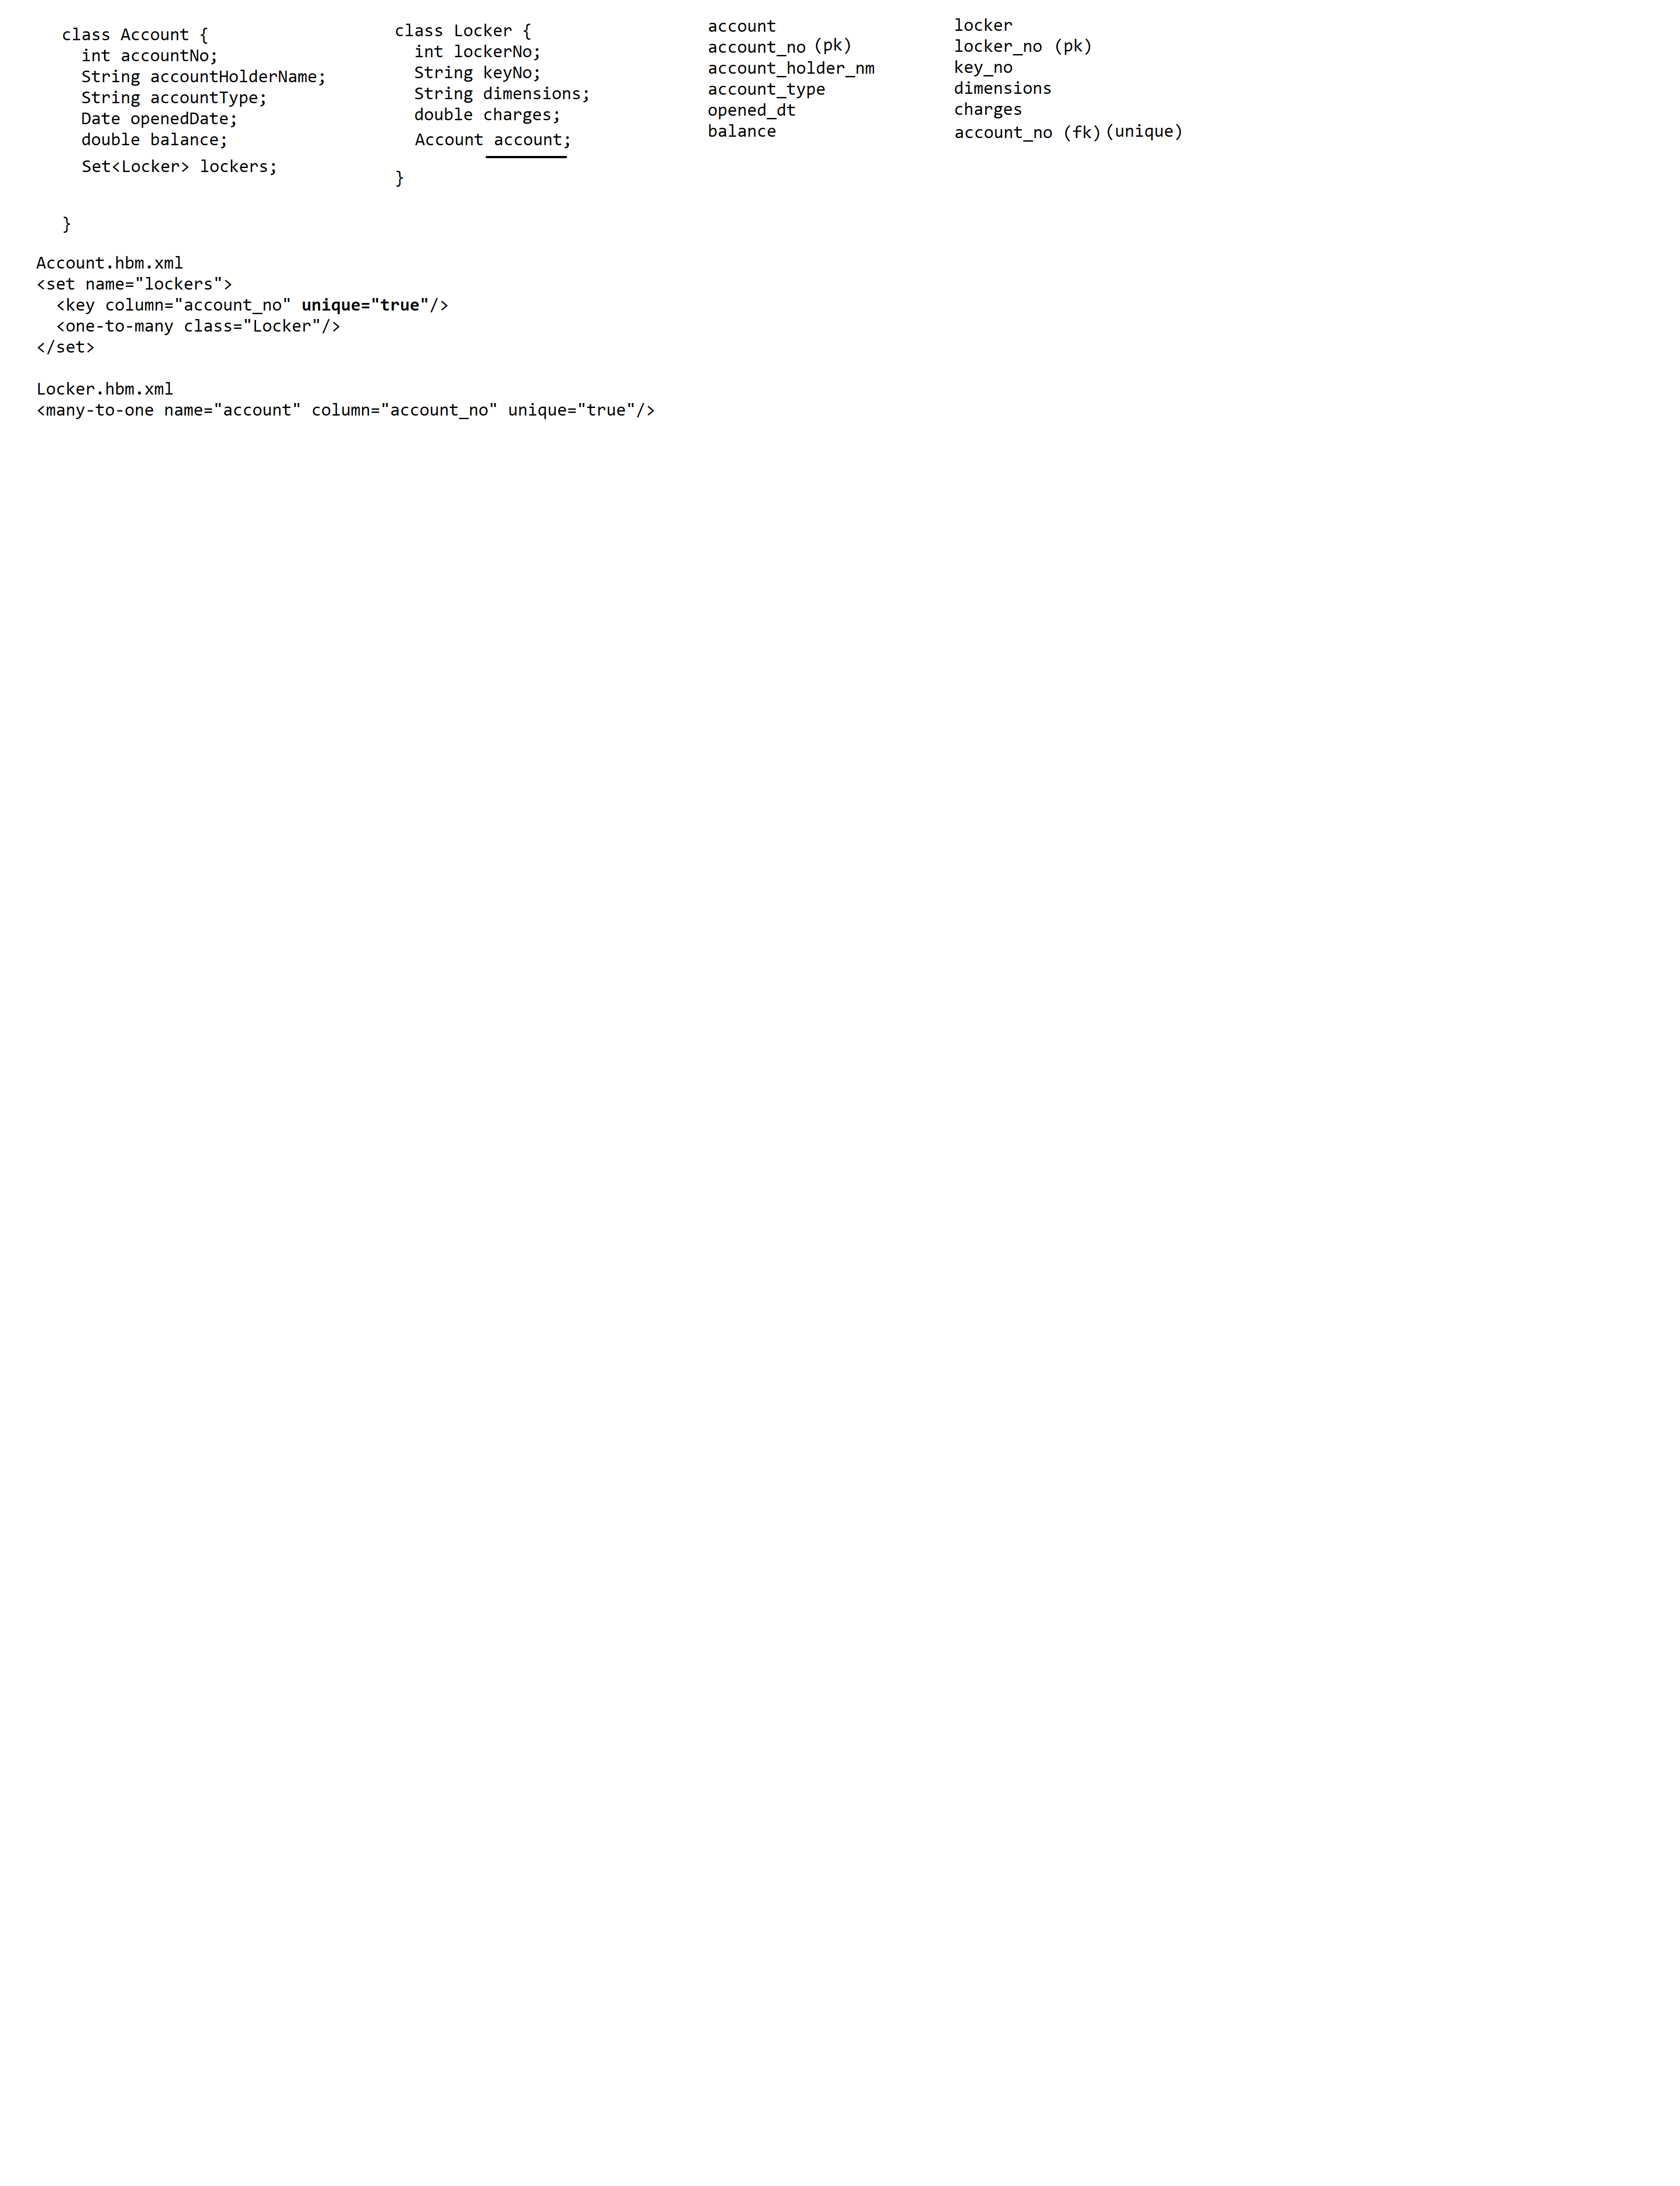 class Account {
  int accountNo;
  String accountHolderName;
  String accountType;
  Date openedDate;
  double balance;
  Set<Locker> lockers;
}
class Locker {
  int lockerNo;
  String keyNo;
  String dimensions;
  double charges;
  Account account;
}
account
account_no (pk)
account_holder_nm
account_type
opened_dt
balance
locker
locker_no (pk)
key_no
dimensions
charges
account_no (fk) (unique)
Account.hbm.xml
<set name="lockers">
  <key column="account_no" unique="true"/>
  <one-to-many class="Locker"/>
</set>
Locker.hbm.xml
<many-to-one name="account" column="account_no" unique="true"/>